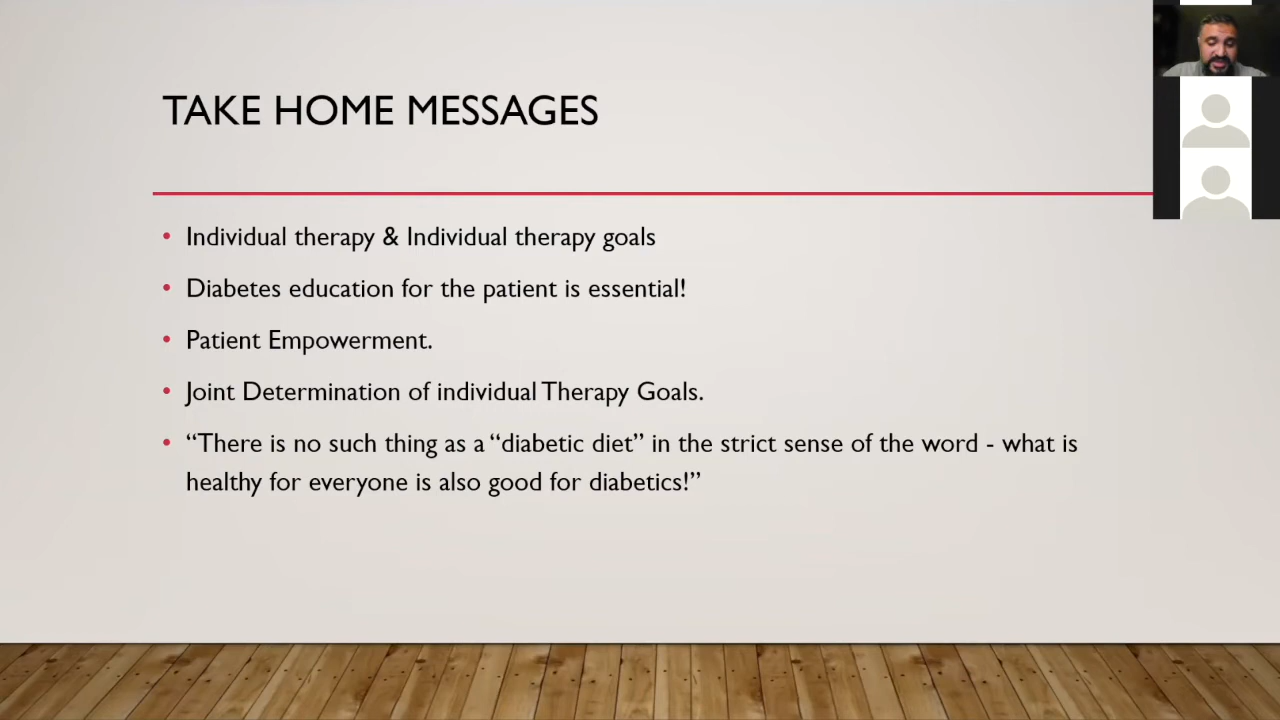 TAKE HOME MESSAGES
• Individual therapy & Individual therapy goals
• Diabetes education for the patient is essential!
• Patient Empowerment.
• Joint Determination of individual Therapy Goals.
• “There is no such thing as a “diabetic diet” in the strict sense of the word - what is
healthy for everyone is also good for diabetics!”